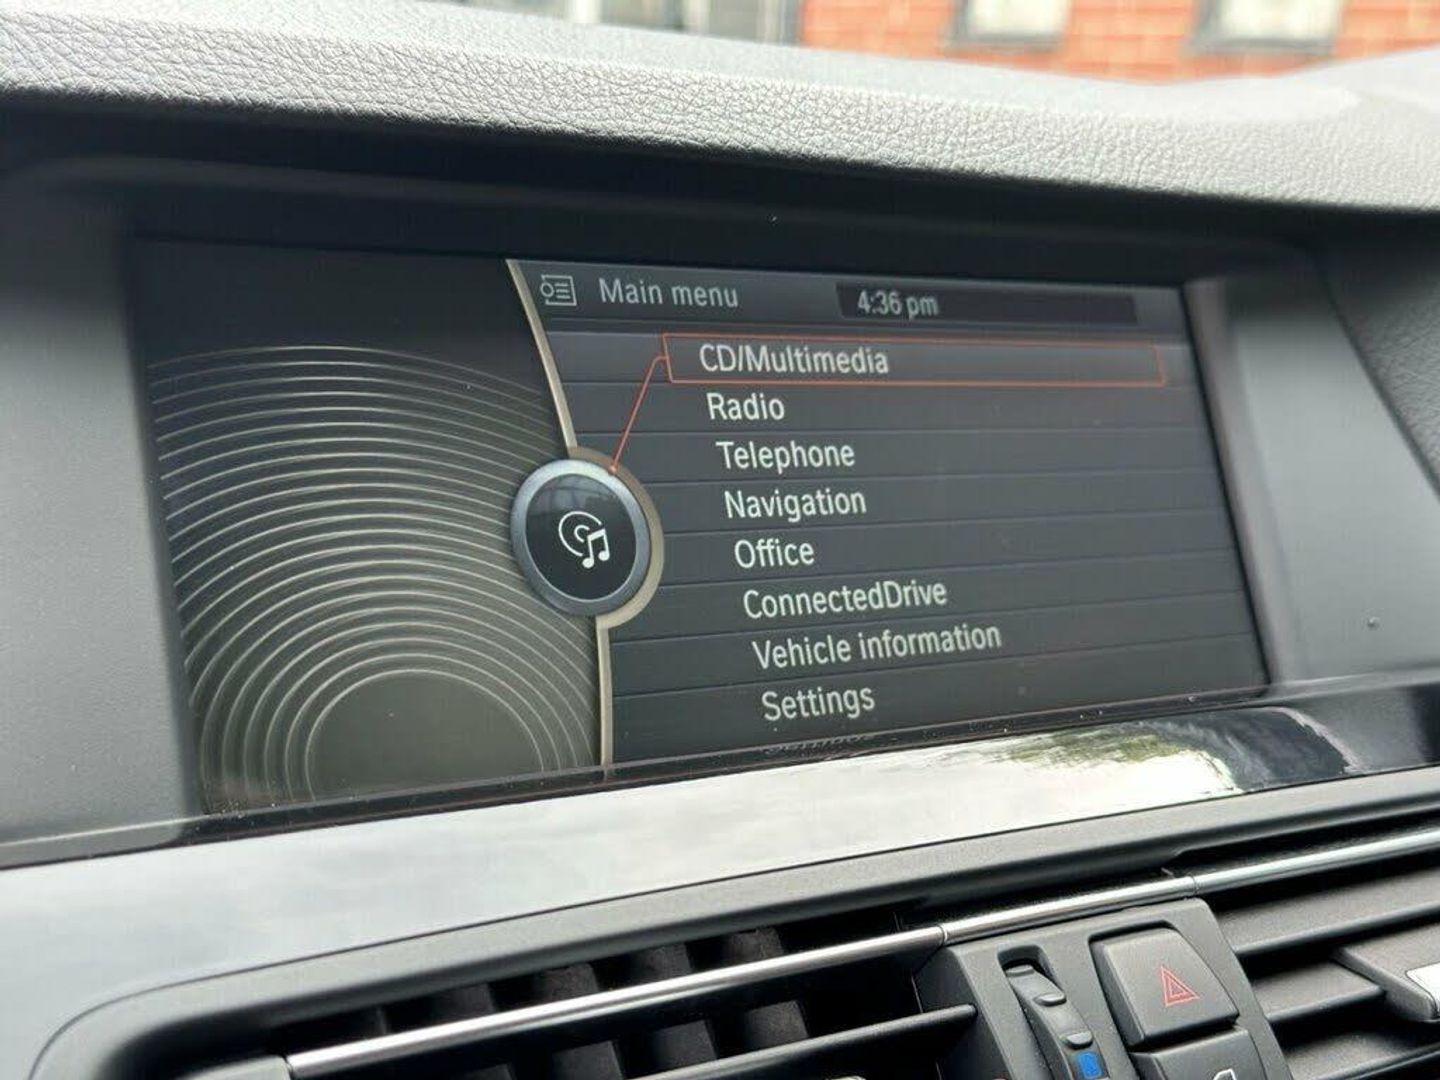 Main menu
4:36 pm
CD/Multimedia
Radio
Telephone
Navigation
Office
ConnectedDrive
Vehicle information
Settings